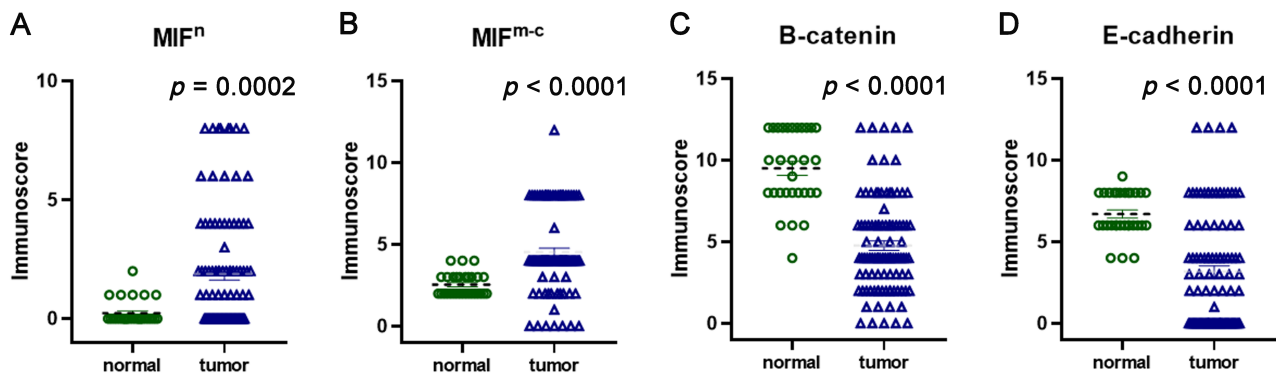 A
MIFⁿ
p = 0.0002
Immunoscore
10
5
0
normal
tumor
B
MIFᵐ⁻ᶜ
p < 0.0001
Immunoscore
15
10
5
0
normal
tumor
C
B-catenin
p < 0.0001
Immunoscore
15
10
5
0
normal
tumor
D
E-cadherin
p < 0.0001
Immunoscore
15
10
5
0
normal
tumor